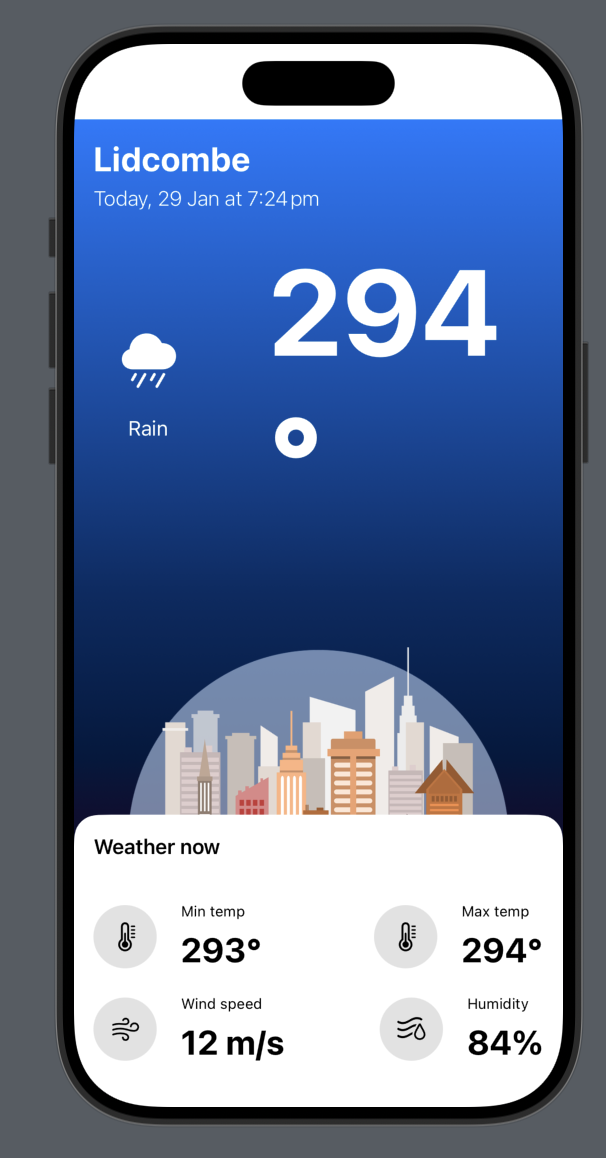 Lidcombe
Today, 29 Jan at 7:24 pm
294
°
Rain
Weather now
Min temp
293°
Max temp
294°
Wind speed
12 m/s
Humidity
84%